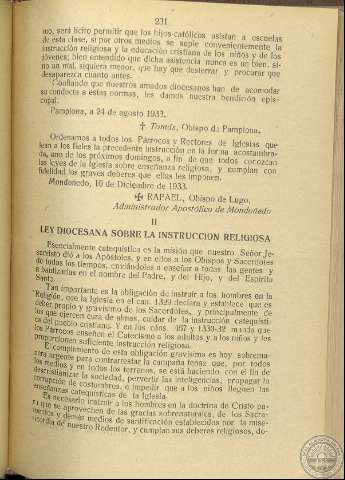 231
mo, será lícito permitir que los hijos católicos asistan a escuelas
de esta clase, si por otros medios se suple convenientemente la
instrucción religiosa y la educación cristiana de los niños y de los
jóvenes; bien entendido que dicha asistencia nunca es un bien, si-
no un mal, siquiera menor, que hay que desterrar y procurar que
desaparezca cuanto antes.
Confiando que nuestros amados diocesanos han de acomodar
su conducta a estas normas, les damos nuestra bendición epis-
copal.
Pamplona, a 24 de agosto 1933.
† Tomás, Obispo de Pamplona.
Ordenamos a todos los Párrocos y Rectores de Iglesias que
lean a los fieles la precedente instrucción en la forma acostumbra-
da, uno de los próximos domingos, a fin de que todos conozcan
las leyes de la Iglesia sobre enseñanza religiosa, y cumplan con
fidelidad los graves deberes que ellas les imponen.
Mondoñedo, 10 de Diciembre de 1933.
✠ RAFAEL, Obispo de Lugo,
Administrador Apostólico de Mondoñedo
II
LEY DIOCESANA SOBRE LA INSTRUCCION RELIGIOSA
Esencialmente catequística es la misión que nuestro Señor Je-
sucristo dió a los Apóstoles, y en ellos a los Obispos y Sacerdotes
de todos los tiempos, enviándoles a enseñar a todas las gentes y
a bautizarlas en el nombre del Padre, y del Hijo, y del Espíritu
Santo.
Tan importante es la obligación de instruir a los hombres en la
Religión, que la Iglesia en el can. 1329 declara y establece que es
deber propio y gravísimo de los Sacerdotes, y principalmente de
los que ejercen cura de almas, cuidar de la instrucción catequísti-
ca del pueblo cristiano. Y en los cáns. 467 y 1330-32 manda que
los Párrocos enseñen el Catecismo a los adultos y a los niños y les
proporcionen suficiente instrucción religiosa.
El cumplimiento de esta obligación gravísima es hoy sobrema-
nera urgente para contrarrestar la campaña tenaz que, por todos
los medios y en todos los terrenos, se está haciendo con el fin de
descristianizar la sociedad, pervertir las inteligencias, propagar la
corrupción de costumbres, e impedir que a los niños lleguen las
enseñanzas catequísticas de la Iglesia.
Es necesario instruir a los hombres en la doctrina de Cristo pa-
ra que se aprovechen de las gracias sobrenaturales, de los Sacra-
mentos y demás medios de santificación establecidos por la mise-
ricordia de nuestro Redentor, y cumplan sus deberes religiosos, do-